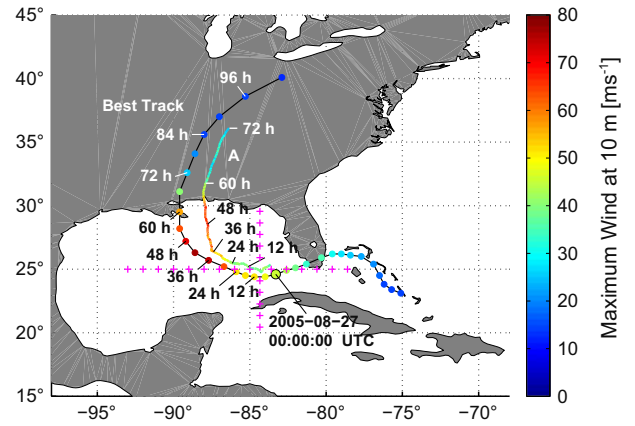 45°
40°
35°
30°
25°
20°
15°
−95°
−90°
−85°
−80°
−75°
−70°
96 h
Best Track
84 h
72 h
A
72 h
60 h
48 h
60 h
36 h
48 h
24 h
12 h
36 h
24 h
12 h
2005−08−27
00:00:00 UTC
80
70
60
50
40
30
20
10
0
Maximum Wind at 10 m [ms⁻¹]